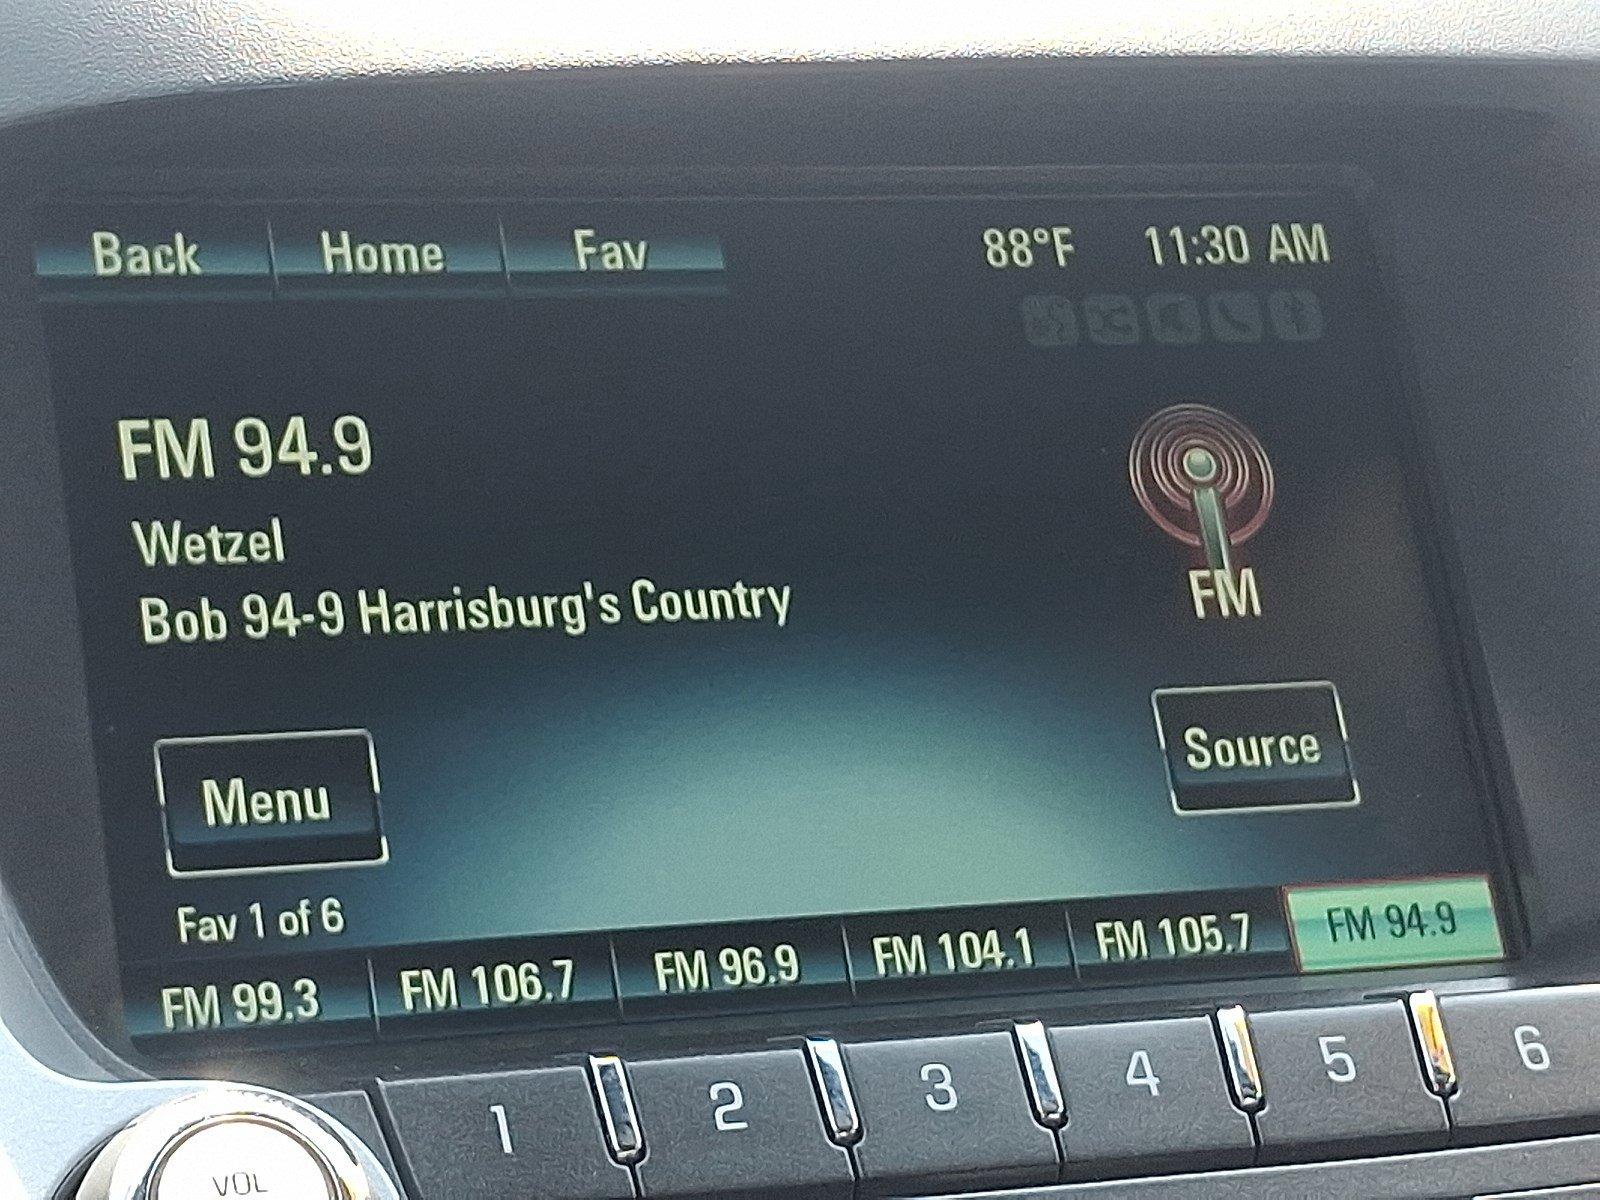 Back Home Fav 88°F 11:30 AM
FM 94.9
Wetzel
Bob 94-9 Harrisburg's Country
FM
Menu Source
Fav 1 of 6
FM 99.3 FM 106.7 FM 96.9 FM 104.1 FM 105.7 FM 94.9
1 2 3 4 5 6
VOL